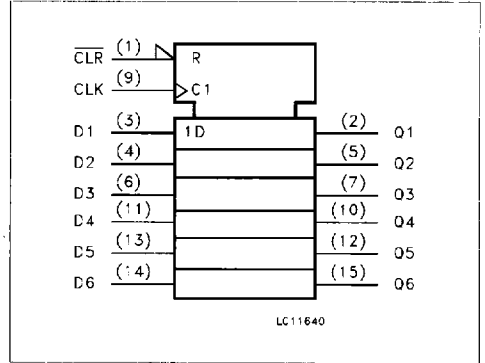 CLR (1) R
CLK (9) C1
D1 (3) 1D (2) Q1
D2 (4) (5) Q2
D3 (6) (7) Q3
D4 (11) (10) Q4
D5 (13) (12) Q5
D6 (14) (15) Q6
LC11640